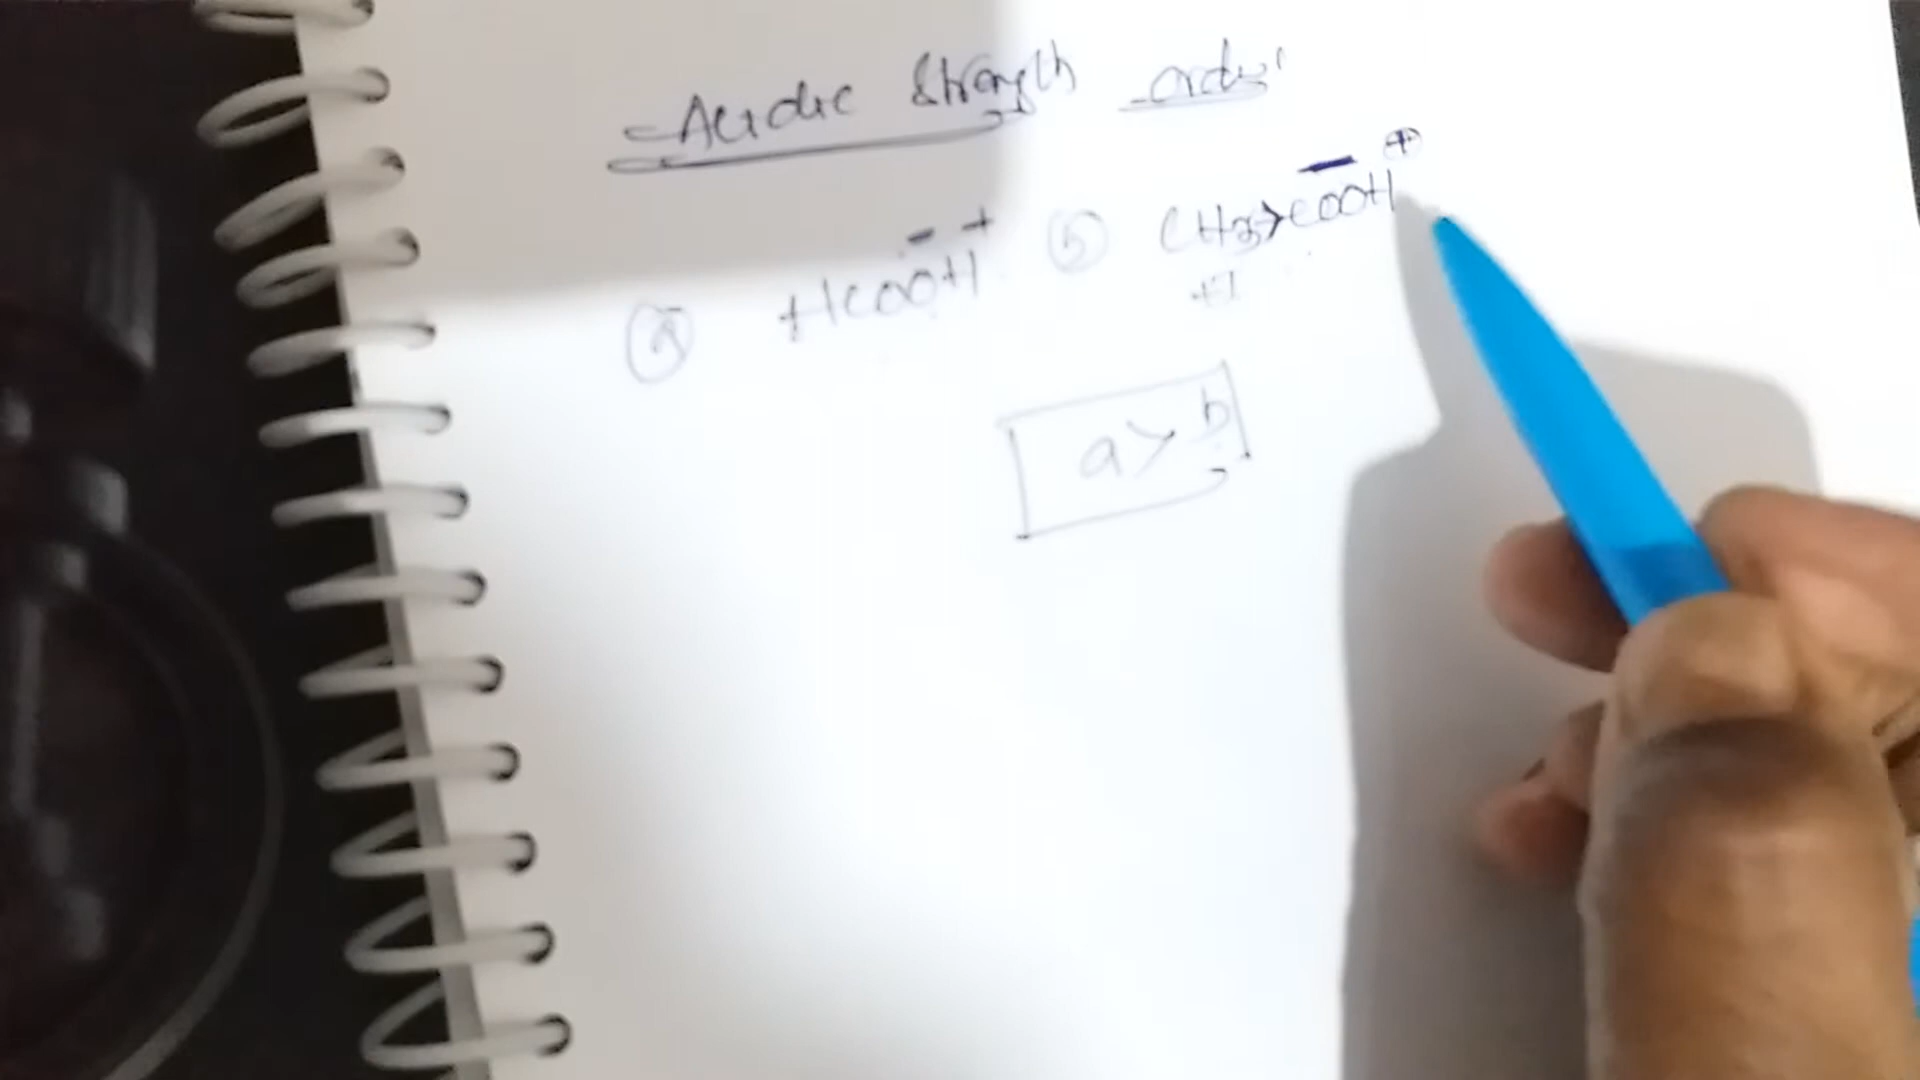 Acidic Strength order
(a) HCOOH - + (b) CH3>COOH - ⊕
+I
a > b